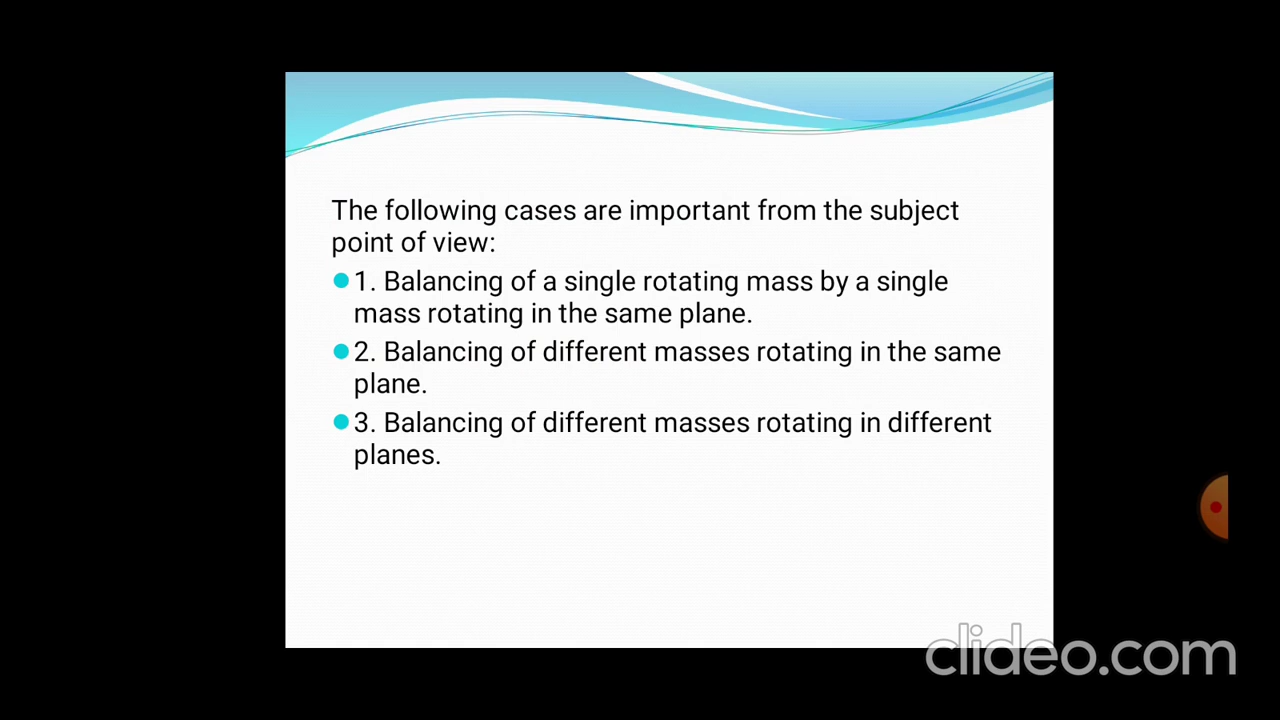 The following cases are important from the subject
point of view:
1. Balancing of a single rotating mass by a single
mass rotating in the same plane.
2. Balancing of different masses rotating in the same
plane.
3. Balancing of different masses rotating in different
planes.
clideo.com